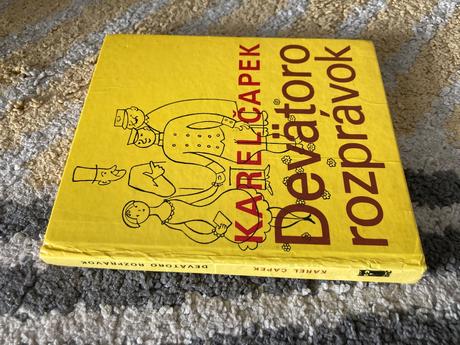 KAREL ČAPEK
Devätoro
rozprávok
KAREL ČAPEK
DEVÄTORO ROZPRÁVOK